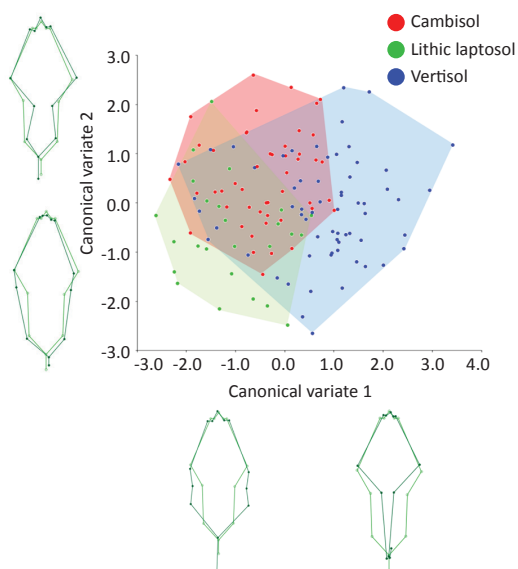 Cambisol
Lithic laptosol
Vertisol
Canonical variate 2
3.0
2.0
1.0
0.0
-1.0
-2.0
-3.0
-3.0 -2.0 -1.0 0.0 1.0 2.0 3.0 4.0
Canonical variate 1